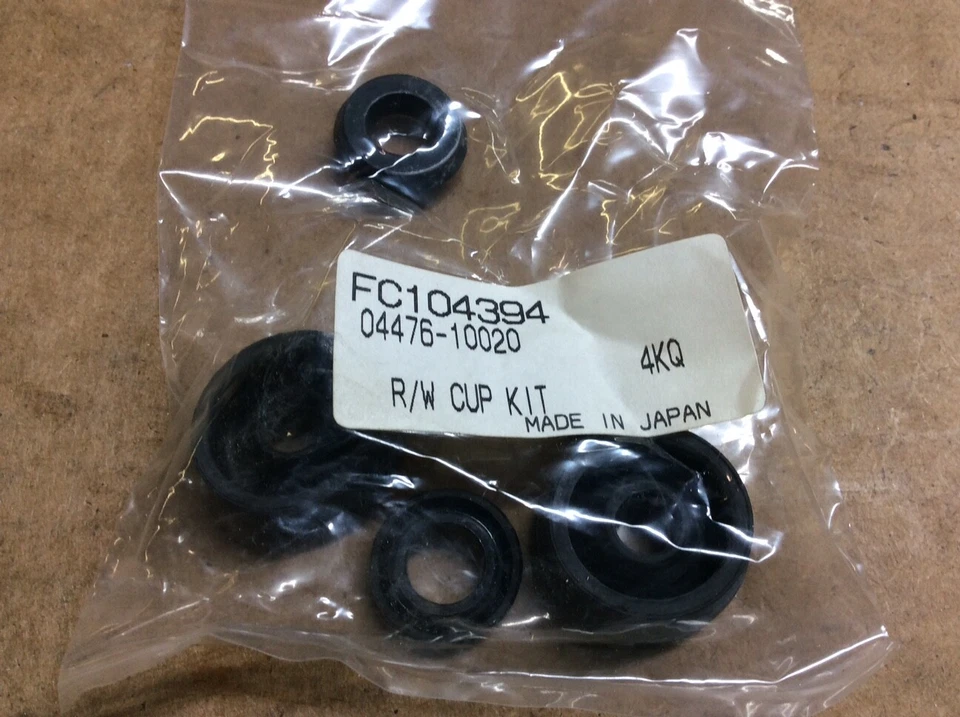 FC104394
04476-10020
4KQ
R/W CUP KIT
MADE IN JAPAN